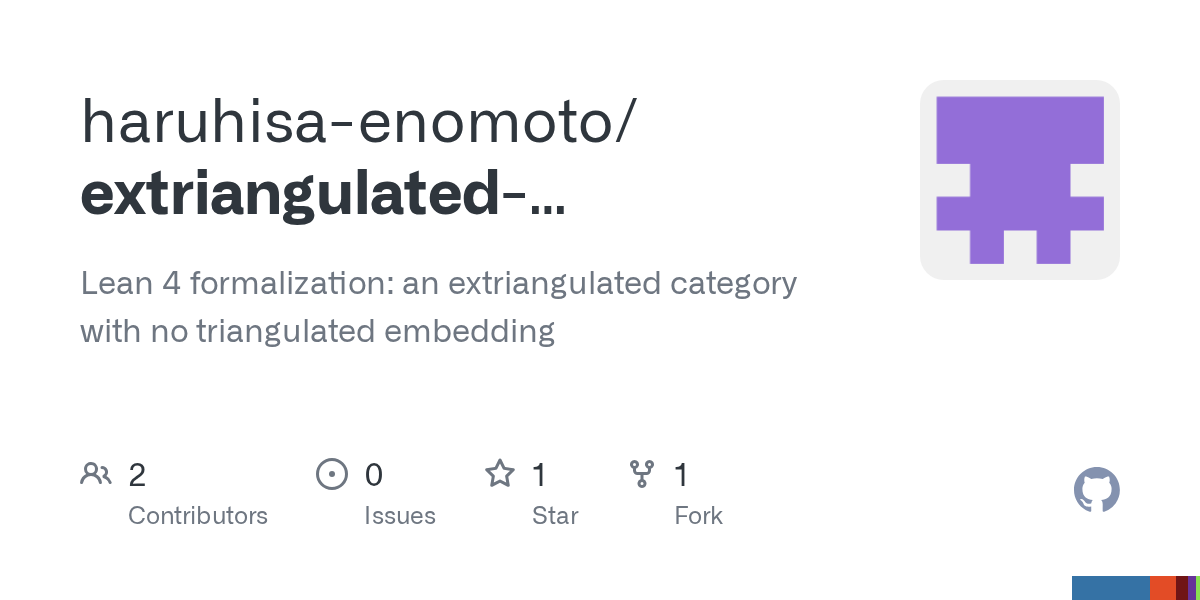 haruhisa-enomoto/
extriangulated-...
Lean 4 formalization: an extriangulated category
with no triangulated embedding
2
Contributors
0
Issues
1
Star
1
Fork